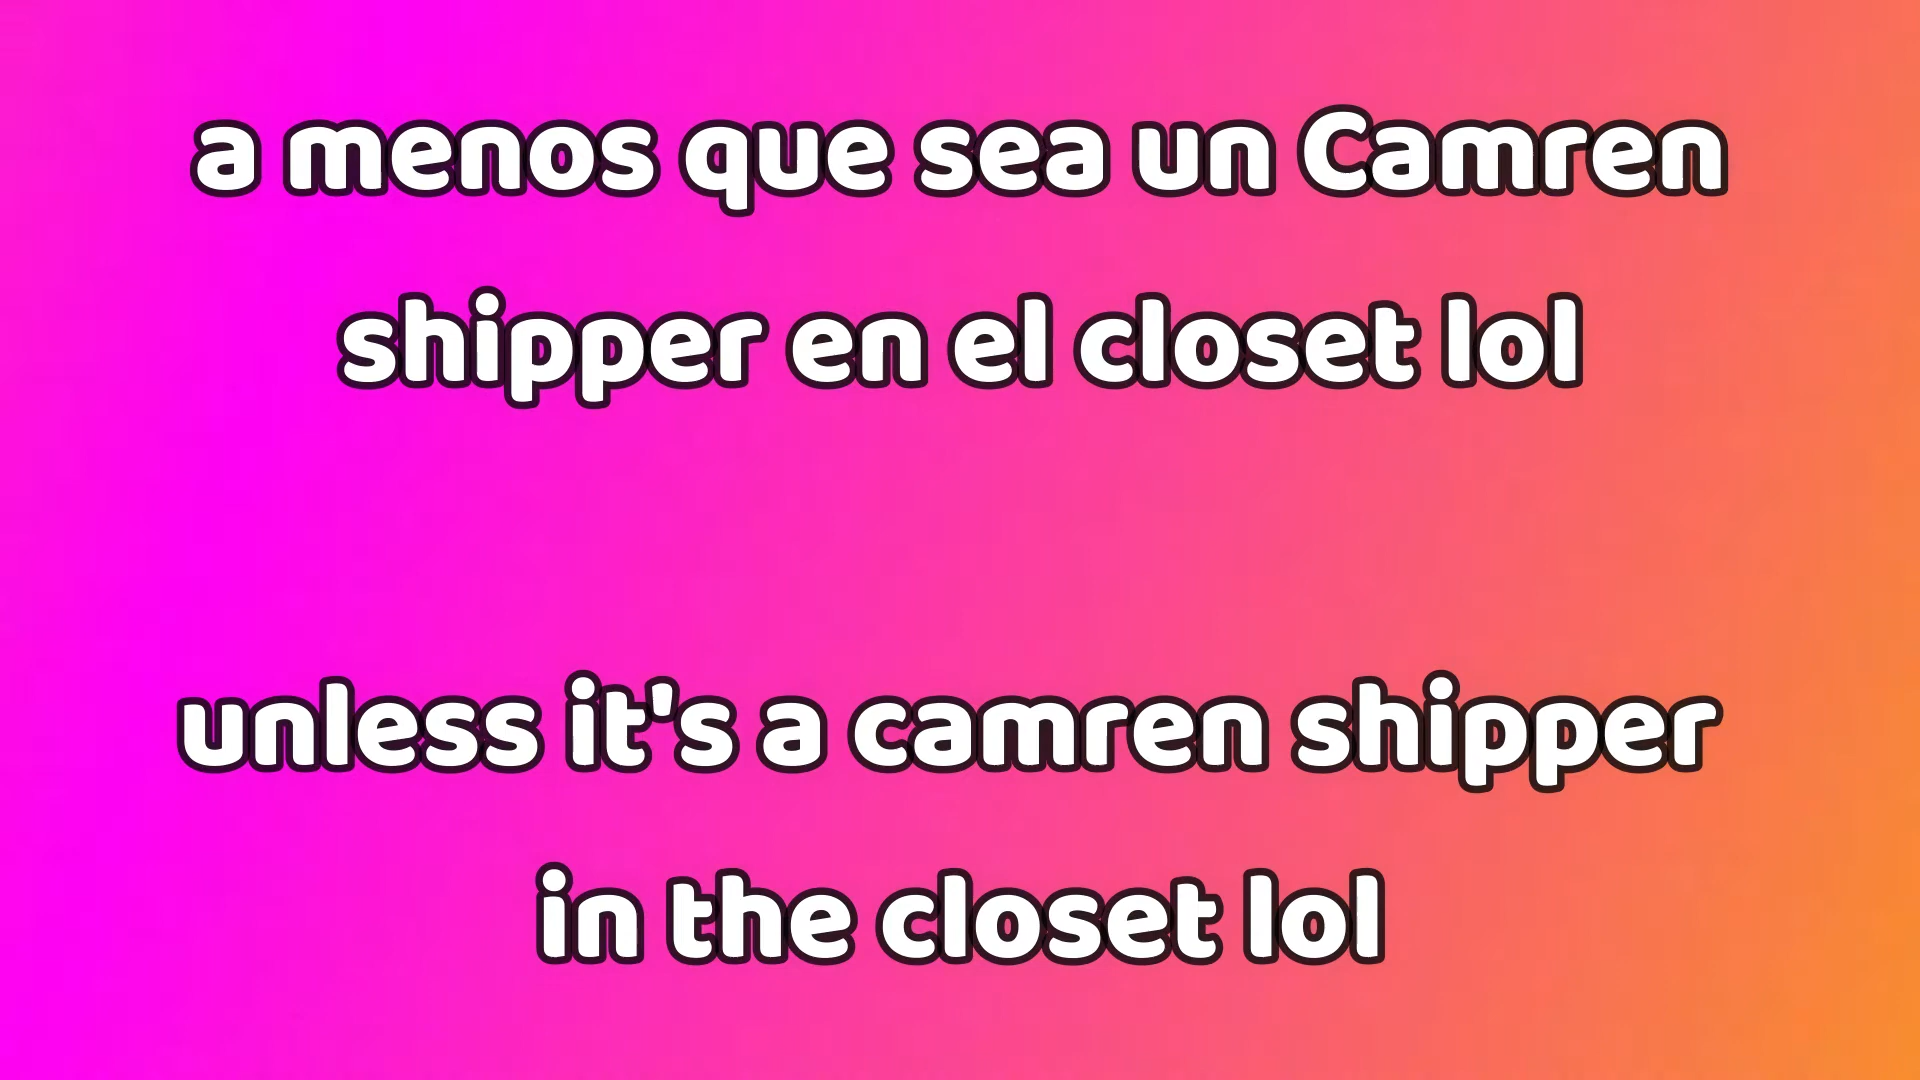 a menos que sea un Camren
shipper en el closet lol
unless it's a camren shipper
in the closet lol